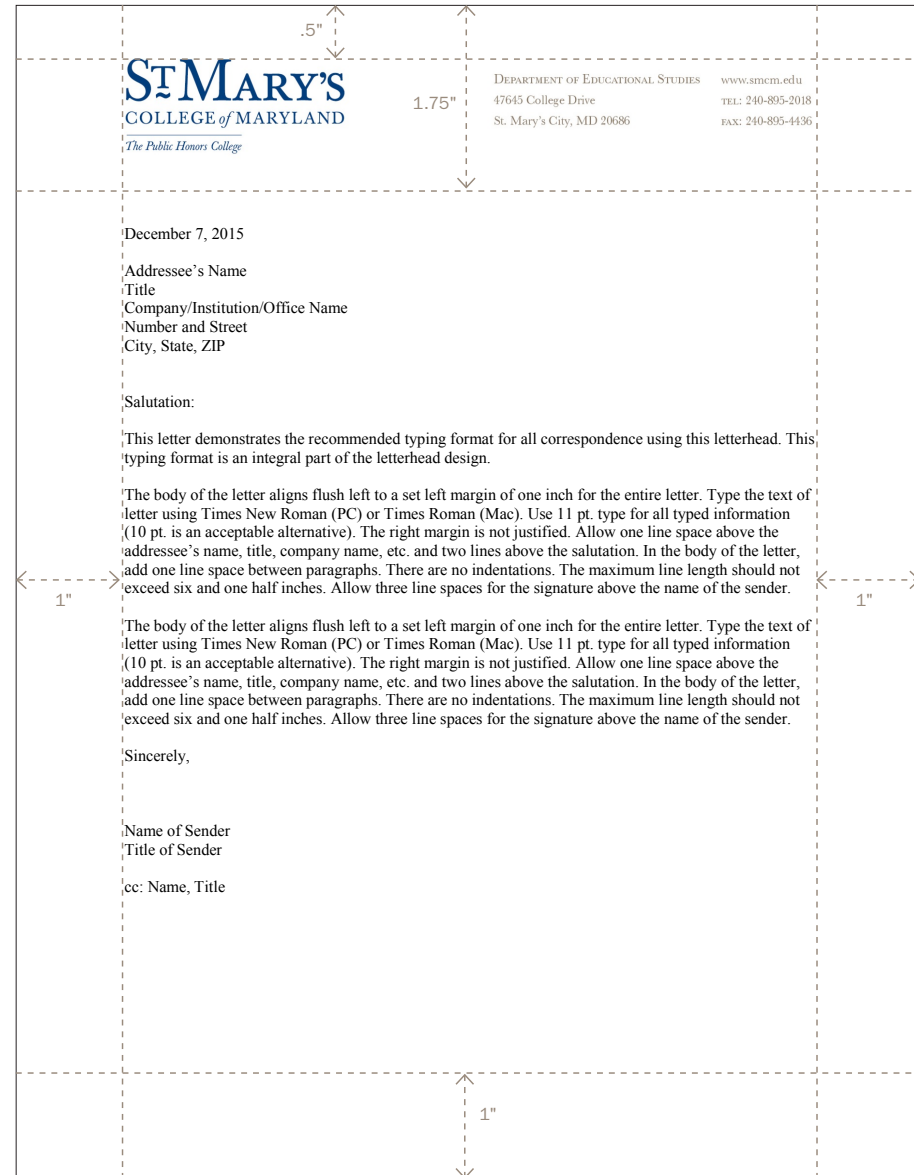 .5"
ST MARY'S
COLLEGE of MARYLAND
The Public Honors College
1.75"
DEPARTMENT OF EDUCATIONAL STUDIES www.smcm.edu
47645 College Drive TEL: 240-895-2018
St. Mary's City, MD 20686 FAX: 240-895-4436
December 7, 2015
Addressee’s Name
Title
Company/Institution/Office Name
Number and Street
City, State, ZIP
Salutation:
This letter demonstrates the recommended typing format for all correspondence using this letterhead. This
typing format is an integral part of the letterhead design.
The body of the letter aligns flush left to a set left margin of one inch for the entire letter. Type the text of
letter using Times New Roman (PC) or Times Roman (Mac). Use 11 pt. type for all typed information
(10 pt. is an acceptable alternative). The right margin is not justified. Allow one line space above the
addressee’s name, title, company name, etc. and two lines above the salutation. In the body of the letter,
add one line space between paragraphs. There are no indentations. The maximum line length should not
exceed six and one half inches. Allow three line spaces for the signature above the name of the sender.
1"
1"
The body of the letter aligns flush left to a set left margin of one inch for the entire letter. Type the text of
letter using Times New Roman (PC) or Times Roman (Mac). Use 11 pt. type for all typed information
(10 pt. is an acceptable alternative). The right margin is not justified. Allow one line space above the
addressee’s name, title, company name, etc. and two lines above the salutation. In the body of the letter,
add one line space between paragraphs. There are no indentations. The maximum line length should not
exceed six and one half inches. Allow three line spaces for the signature above the name of the sender.
Sincerely,
Name of Sender
Title of Sender
cc: Name, Title
1"